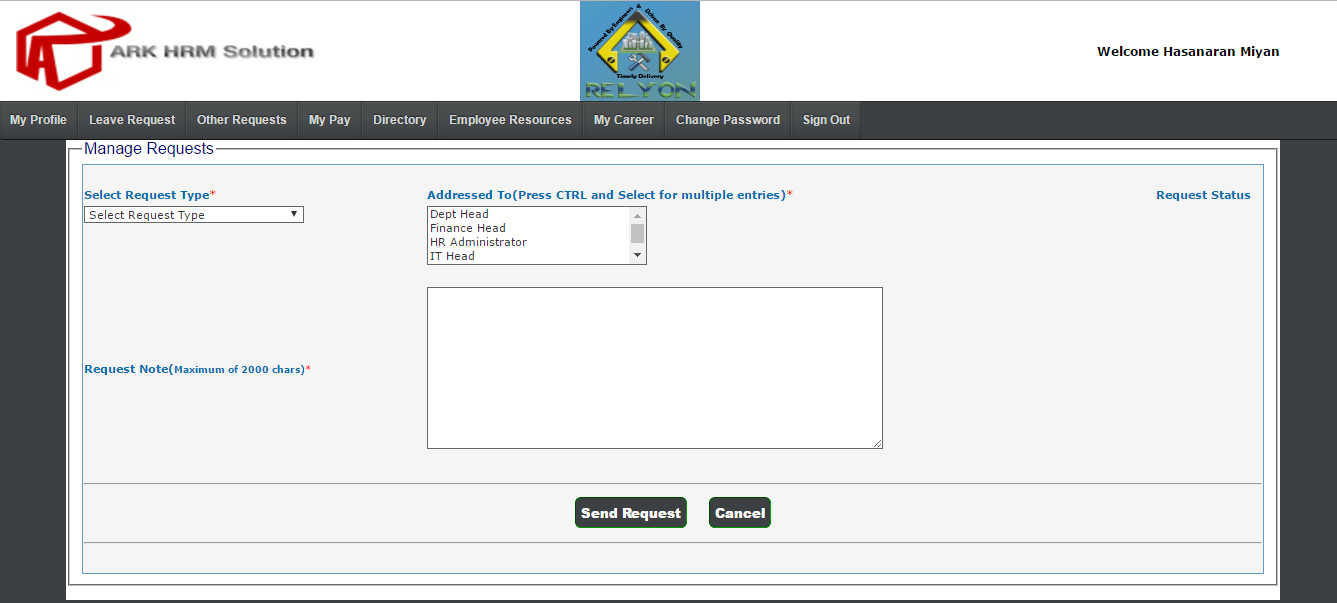 ARK HRM Solution
Powered By Engineers & Driven By Quality
Timely Delivery
RELYON
Welcome Hasanaran Miyan
My Profile Leave Request Other Requests My Pay Directory Employee Resources My Career Change Password Sign Out
Manage Requests
Select Request Type* Addressed To(Press CTRL and Select for multiple entries)* Request Status
Select Request Type
Dept Head
Finance Head
HR Administrator
IT Head
Request Note(Maximum of 2000 chars)*
Send Request Cancel